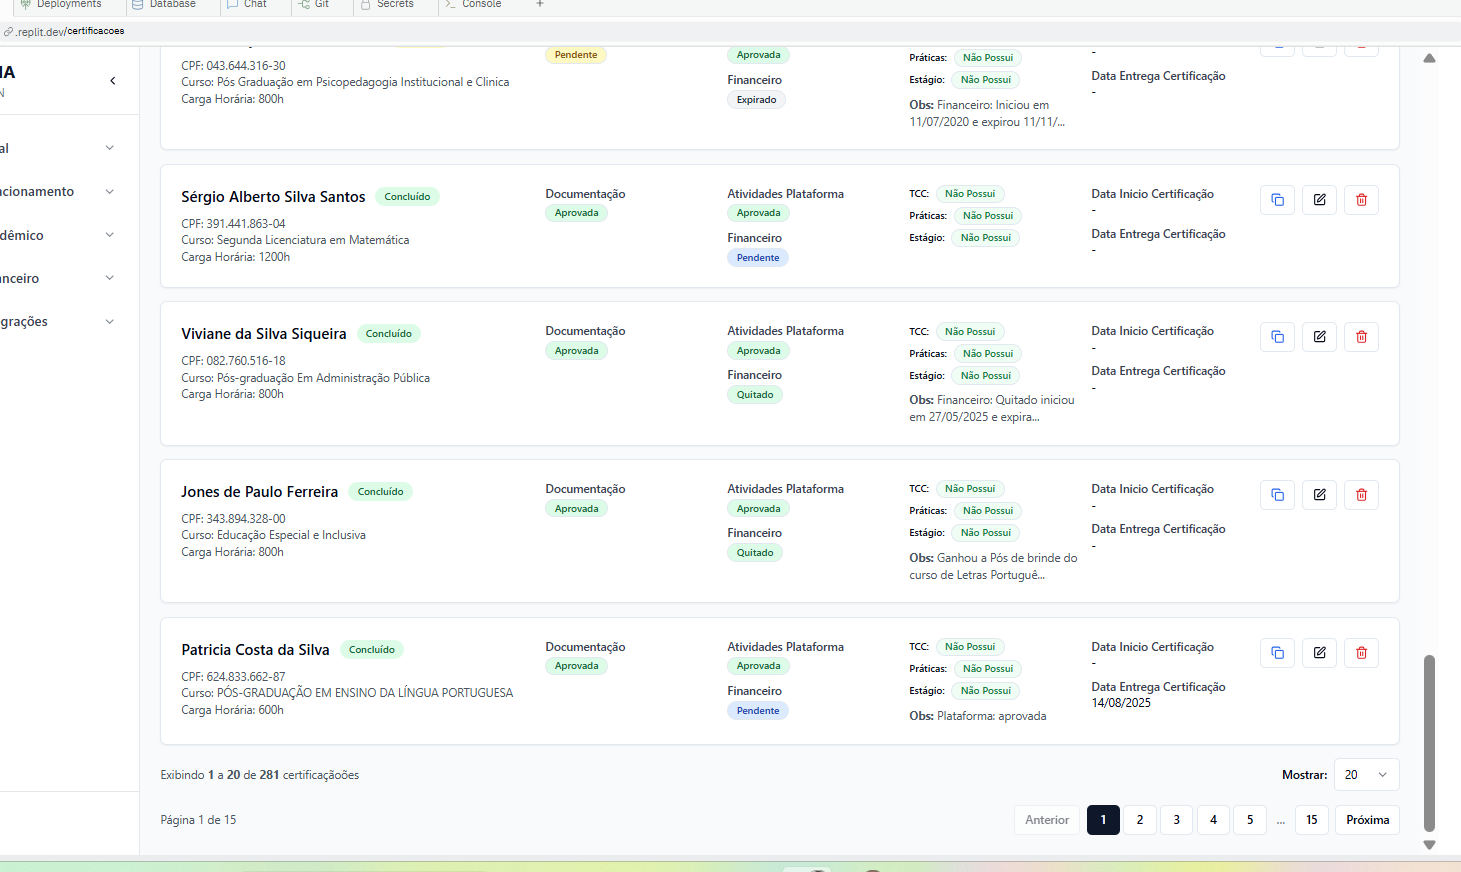 Deployments
Database
Chat
Git
Secrets
Console
+
.replit.dev/certificacoes
CPF: 043.644.316-30
Curso: Pós Graduação em Psicopedagogia Institucional e Clinica
Carga Horária: 800h
Pendente
Aprovada
Financeiro
Expirado
Práticas: Não Possui
Estágio: Não Possui
Obs: Financeiro: Iniciou em
11/07/2020 e expirou 11/11/...
-
Data Entrega Certificação
-
Sérgio Alberto Silva Santos Concluído
CPF: 391.441.863-04
Curso: Segunda Licenciatura em Matemática
Carga Horária: 1200h
Documentação
Aprovada
Atividades Plataforma
Aprovada
Financeiro
Pendente
TCC: Não Possui
Práticas: Não Possui
Estágio: Não Possui
Data Inicio Certificação
-
Data Entrega Certificação
-
Viviane da Silva Siqueira Concluído
CPF: 082.760.516-18
Curso: Pós-graduação Em Administração Pública
Carga Horária: 800h
Documentação
Aprovada
Atividades Plataforma
Aprovada
Financeiro
Quitado
TCC: Não Possui
Práticas: Não Possui
Estágio: Não Possui
Obs: Financeiro: Quitado iniciou
em 27/05/2025 e expira...
Data Inicio Certificação
-
Data Entrega Certificação
-
Jones de Paulo Ferreira Concluído
CPF: 343.894.328-00
Curso: Educação Especial e Inclusiva
Carga Horária: 800h
Documentação
Aprovada
Atividades Plataforma
Aprovada
Financeiro
Quitado
TCC: Não Possui
Práticas: Não Possui
Estágio: Não Possui
Obs: Ganhou a Pós de brinde do
curso de Letras Portuguê...
Data Inicio Certificação
-
Data Entrega Certificação
-
Patricia Costa da Silva Concluído
CPF: 624.833.662-87
Curso: PÓS-GRADUAÇÃO EM ENSINO DA LÍNGUA PORTUGUESA
Carga Horária: 600h
Documentação
Aprovada
Atividades Plataforma
Aprovada
Financeiro
Pendente
TCC: Não Possui
Práticas: Não Possui
Estágio: Não Possui
Obs: Plataforma: aprovada
Data Inicio Certificação
-
Data Entrega Certificação
14/08/2025
Exibindo 1 a 20 de 281 certificaçãoões
Mostrar: 20
Página 1 de 15
Anterior 1 2 3 4 5 ... 15 Próxima
IA
N
al
cionamento
dêmico
nceiro
grações